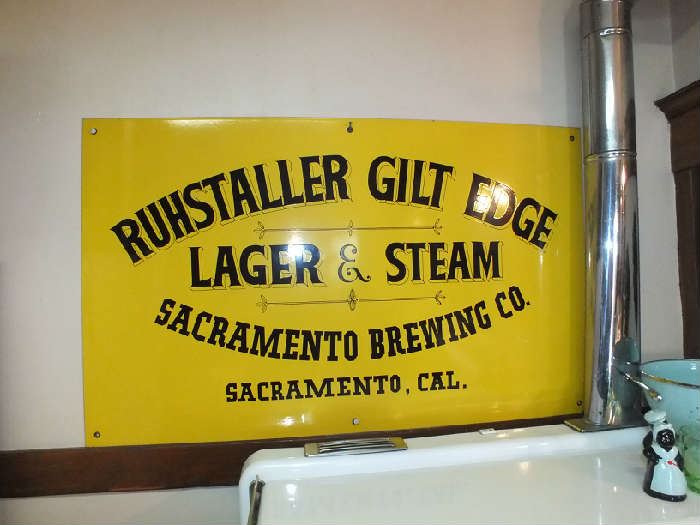 RUHSTALLER GILT EDGE
LAGER & STEAM
SACRAMENTO BREWING CO.
SACRAMENTO, CAL.